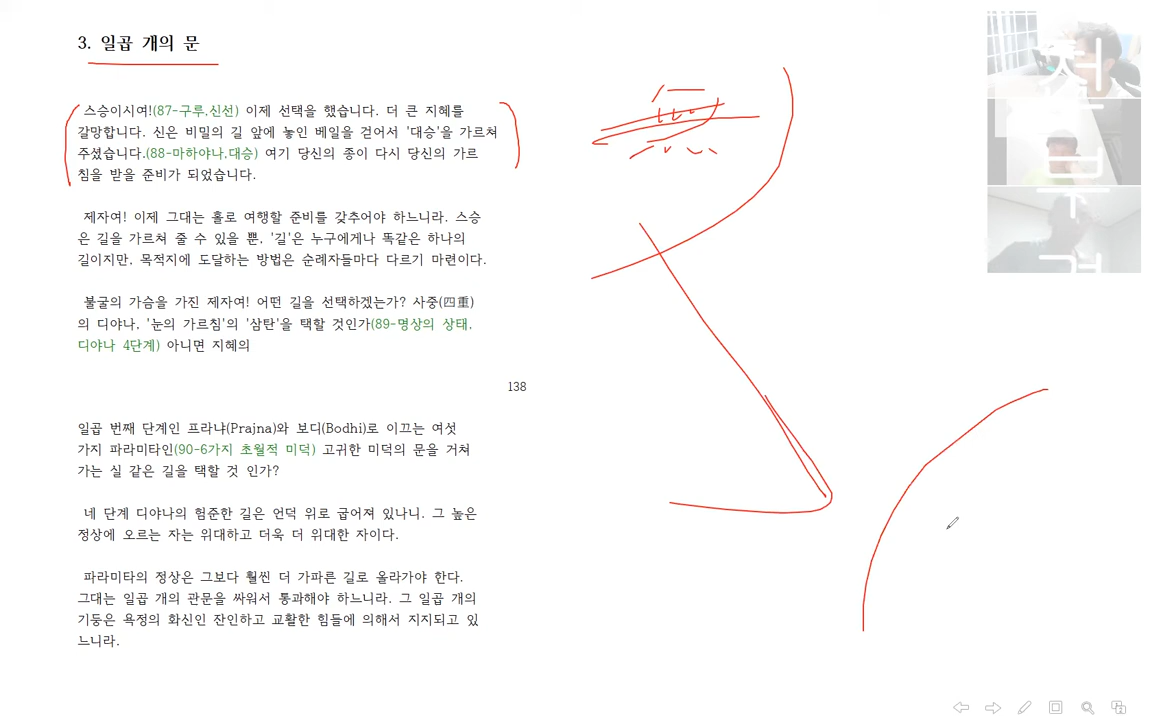 3. 일곱 개의 문
스승이시여!(87-구루,신선) 이제 선택을 했습니다. 더 큰 지혜를
갈망합니다. 신은 비밀의 길 앞에 놓인 베일을 걷어서 '대승'을 가르쳐
주셨습니다.(88-마하야나,대승) 여기 당신의 종이 다시 당신의 가르
침을 받을 준비가 되었습니다.
제자여! 이제 그대는 홀로 여행할 준비를 갖추어야 하느니라. 스승
은 길을 가르쳐 줄 수 있을 뿐, '길'은 누구에게나 똑같은 하나의
길이지만, 목적지에 도달하는 방법은 순례자들마다 다르기 마련이다.
불굴의 가슴을 가진 제자여! 어떤 길을 선택하겠는가? 사중(四重)
의 디야나, '눈의 가르침'의 '삼탄'을 택할 것인가(89-명상의 상태,
디야나 4단계) 아니면 지혜의
138
일곱 번째 단계인 프라냐(Prajna)와 보디(Bodhi)로 이끄는 여섯
가지 파라미타인(90-6가지 초월적 미덕) 고귀한 미덕의 문을 거쳐
가는 실 같은 길을 택할 것 인가?
네 단계 디야나의 험준한 길은 언덕 위로 굽어져 있나니. 그 높은
정상에 오르는 자는 위대하고 더욱 더 위대한 자이다.
파라미타의 정상은 그보다 훨씬 더 가파른 길로 올라가야 한다.
그대는 일곱 개의 관문을 싸워서 통과해야 하느니라. 그 일곱 개의
기둥은 욕정의 화신인 잔인하고 교활한 힘들에 의해서 지지되고 있
느니라.